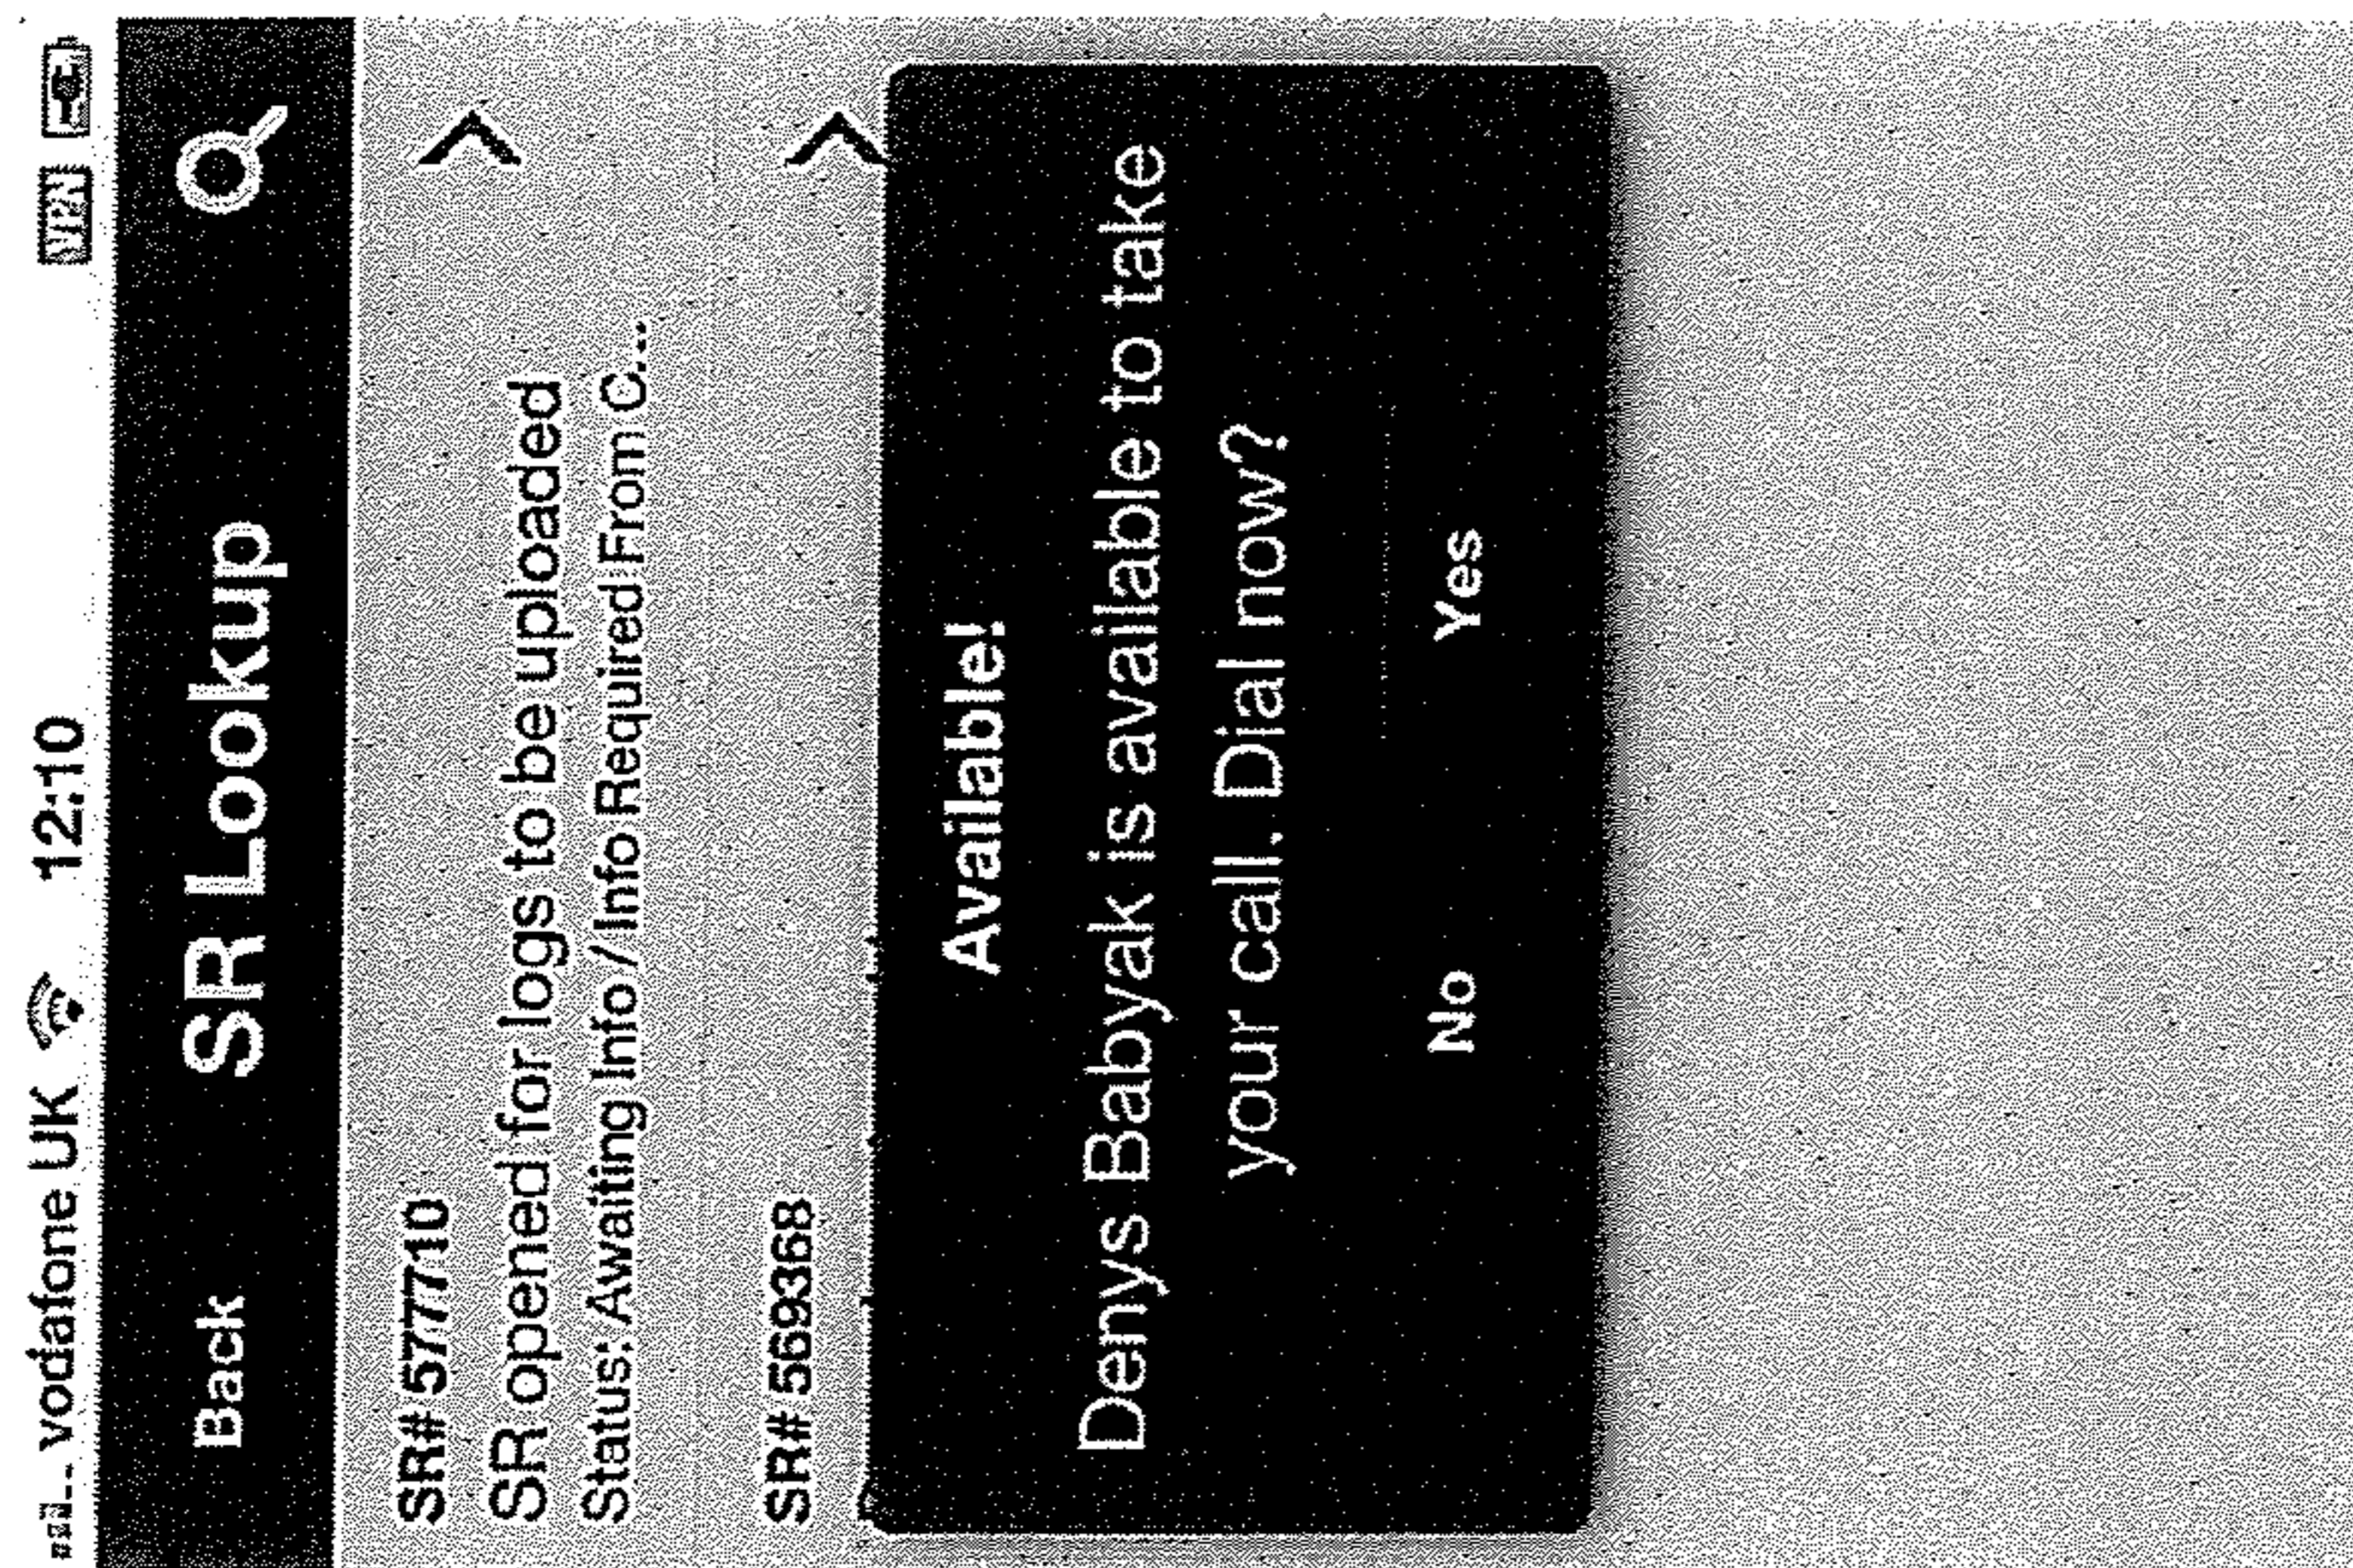 vodafone UK 12:10 VPN
Back SR Lookup
SR# 577710
SR opened for logs to be uploaded
Status: Awaiting Info/Info Required From C...
SR# 569368
Available!
Denys Babyak is available to take
your call. Dial now?
No Yes